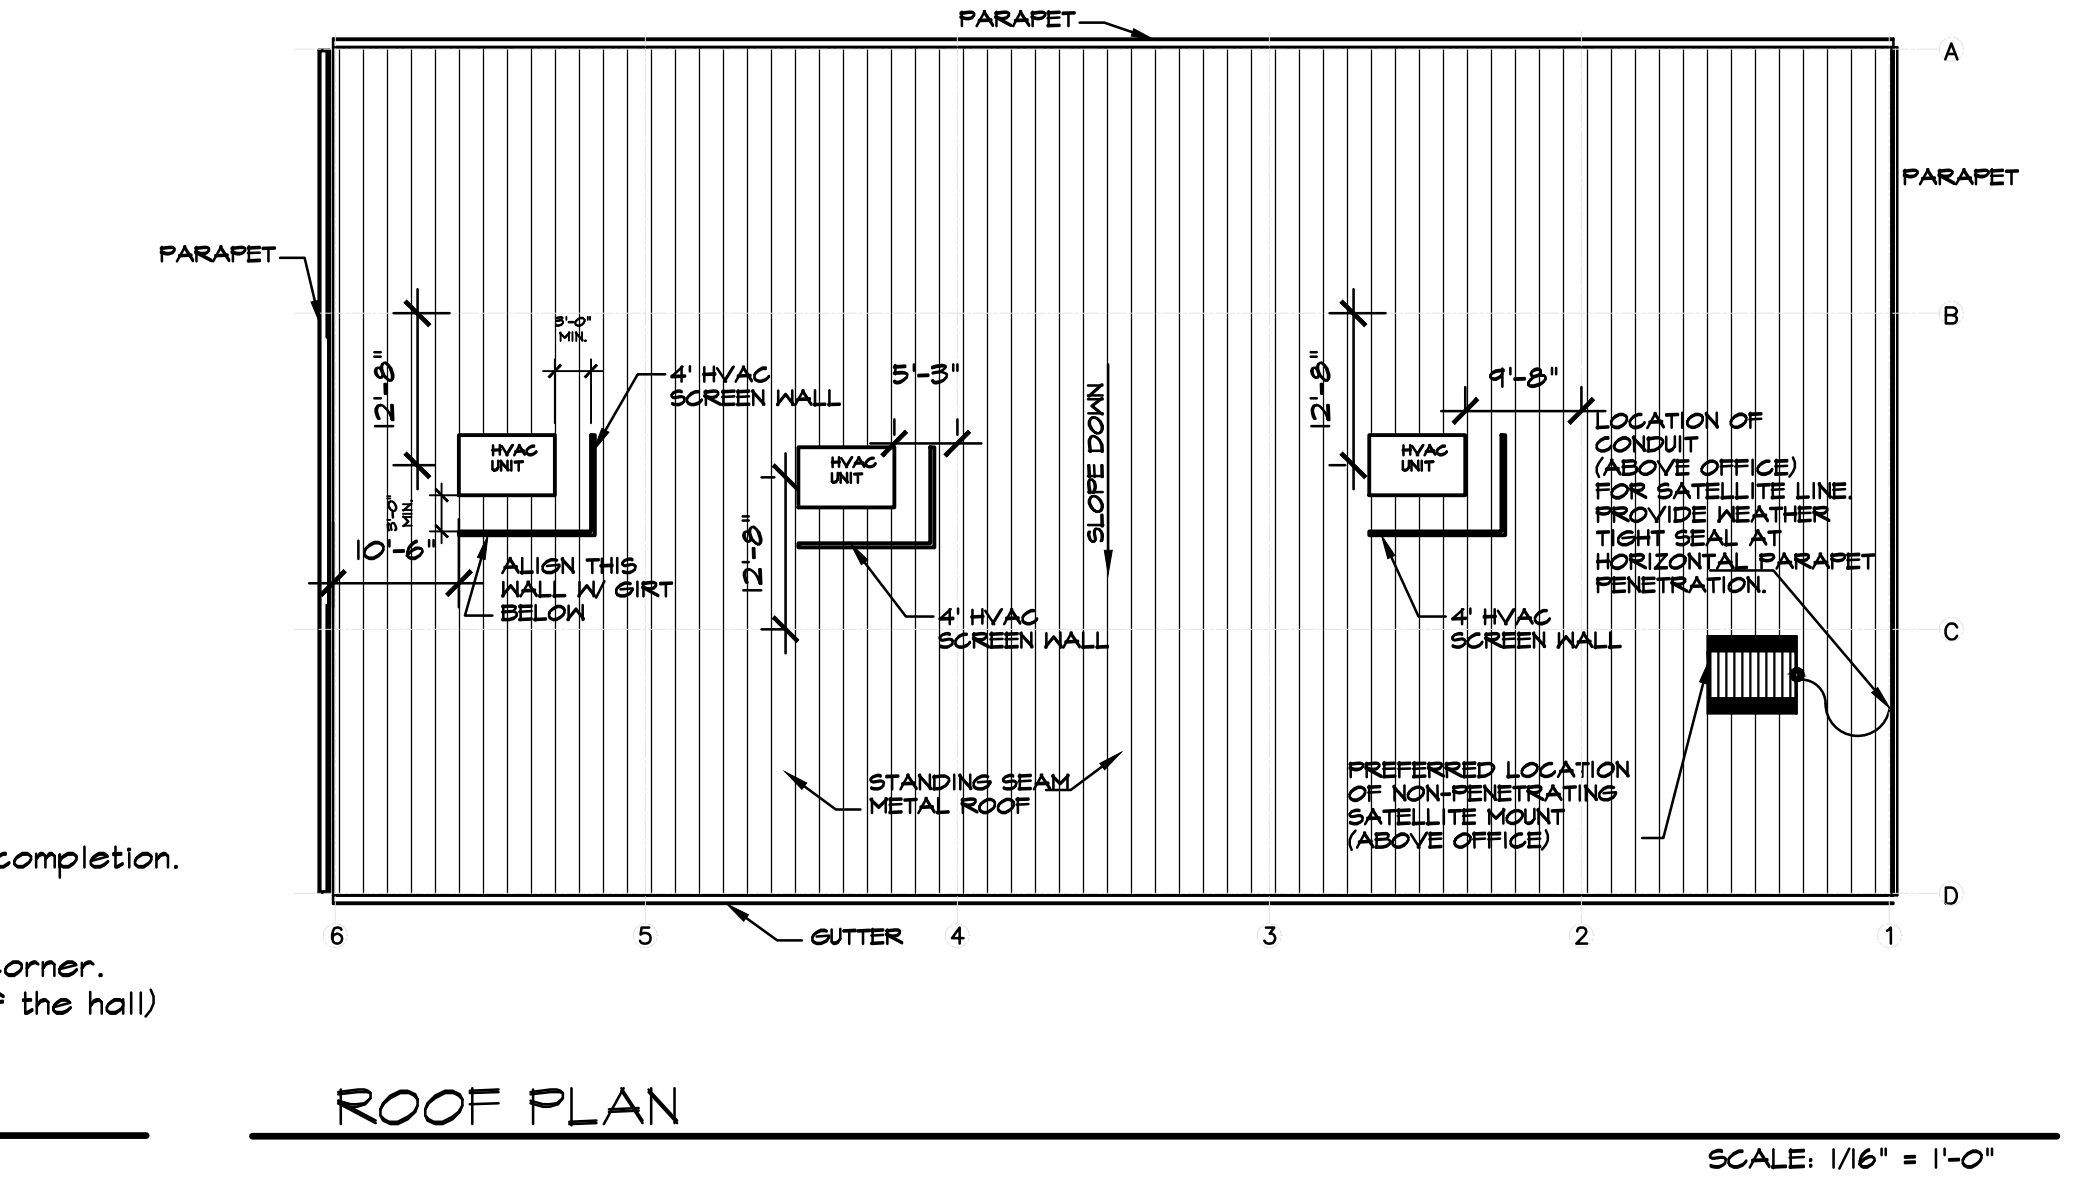 PARAPET
A
PARAPET
PARAPET
B
3'-0"
MIN.
12'-8"
4' HVAC
SCREEN WALL
5'-3"
12'-8"
9'-8"
SLOPE DOWN
LOCATION OF
CONDUIT
(ABOVE OFFICE)
FOR SATELLITE LINE.
PROVIDE WEATHER
TIGHT SEAL AT
HORIZONTAL PARAPET
PENETRATION.
HVAC
UNIT
HVAC
UNIT
HVAC
UNIT
3'-0"
MIN.
10'-6"
12'-8"
ALIGN THIS
WALL W/ GIRT
BELOW
4' HVAC
SCREEN WALL
4' HVAC
SCREEN WALL
C
STANDING SEAM
METAL ROOF
PREFERRED LOCATION
OF NON-PENETRATING
SATELLITE MOUNT
(ABOVE OFFICE)
completion.
D
6
5
GUTTER
4
3
2
1
orner.
the hall)
ROOF PLAN
SCALE: 1/16" = 1'-0"